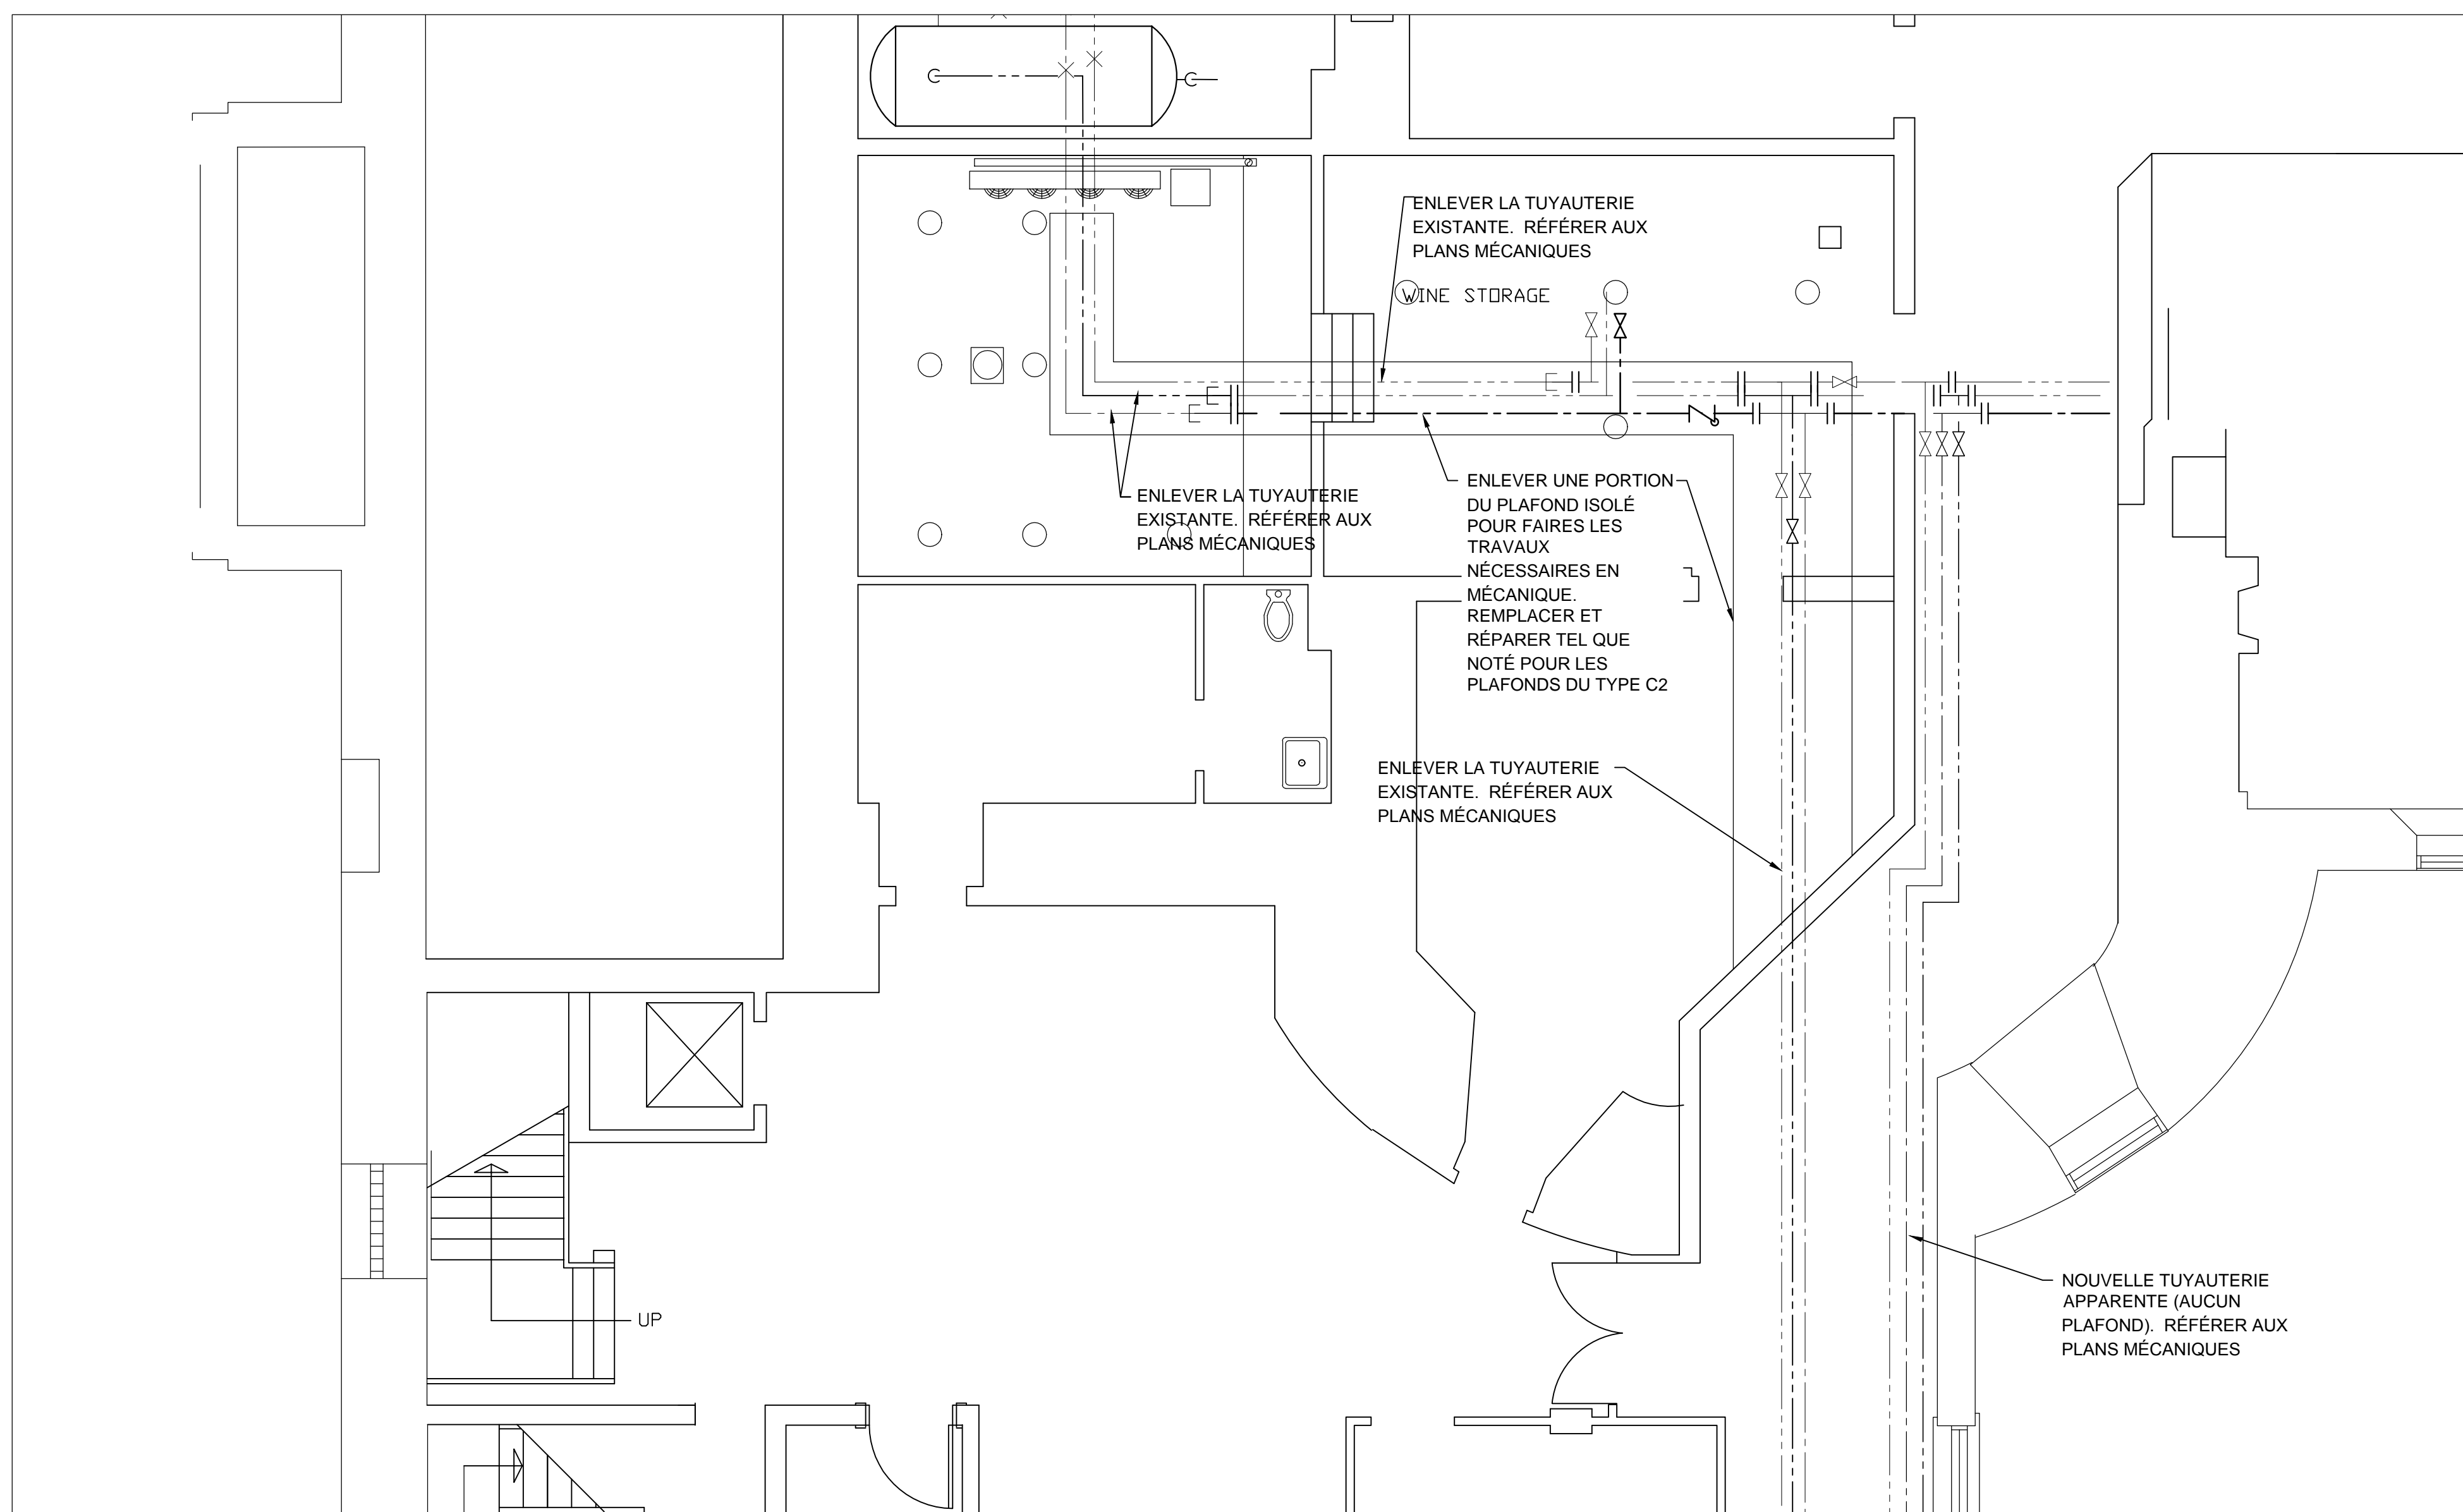 ENLEVER LA TUYAUTERIE
EXISTANTE. RÉFÉRER AUX
PLANS MÉCANIQUES
WINE STORAGE
ENLEVER LA TUYAUTERIE
EXISTANTE. RÉFÉRER AUX
PLANS MÉCANIQUES
ENLEVER UNE PORTION
DU PLAFOND ISOLÉ
POUR FAIRES LES
TRAVAUX
NÉCESSAIRES EN
MÉCANIQUE.
REMPLACER ET
RÉPARER TEL QUE
NOTÉ POUR LES
PLAFONDS DU TYPE C2
ENLEVER LA TUYAUTERIE
EXISTANTE. RÉFÉRER AUX
PLANS MÉCANIQUES
NOUVELLE TUYAUTERIE
APPARENTE (AUCUN
PLAFOND). RÉFÉRER AUX
PLANS MÉCANIQUES
UP